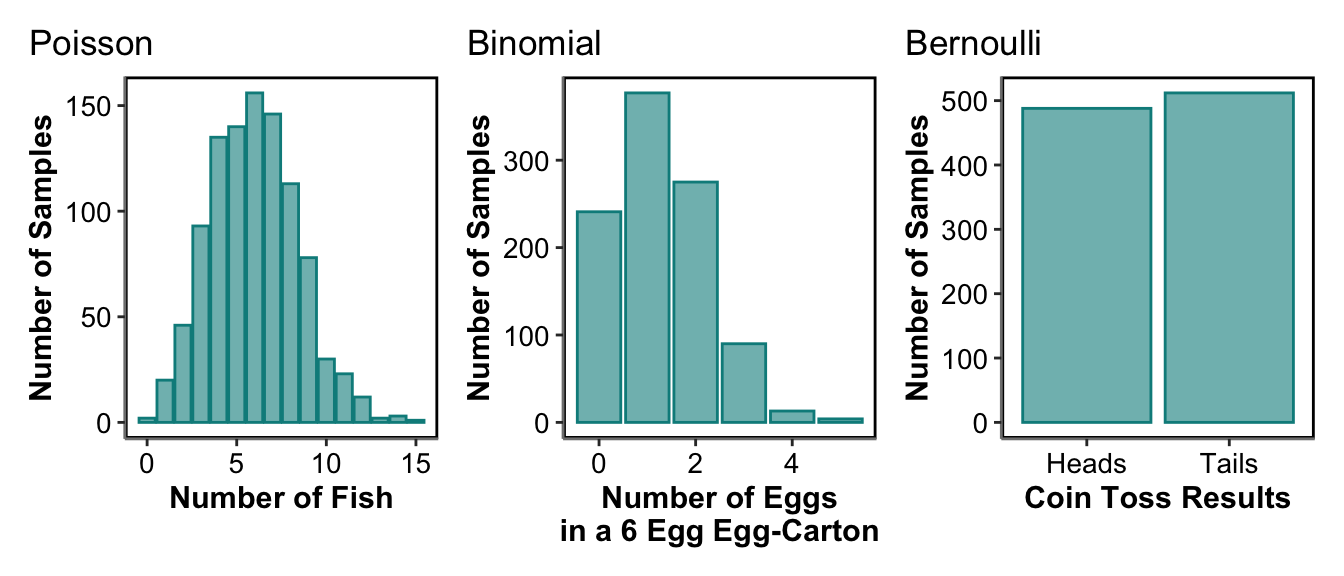 Poisson
Number of Samples
150
100
50
0
0 5 10 15
Number of Fish
Binomial
Number of Samples
300
200
100
0
0 2 4
Number of Eggs
in a 6 Egg Egg-Carton
Bernoulli
Number of Samples
500
400
300
200
100
0
Heads Tails
Coin Toss Results